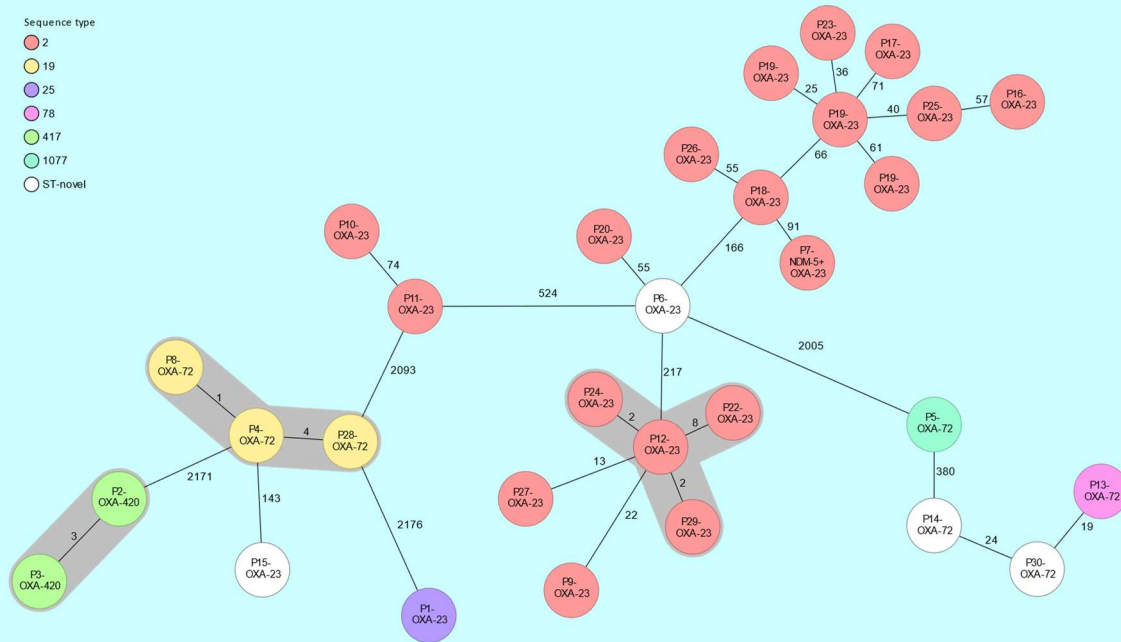 Sequence type
2
19
25
78
417
1077
ST-novel
P23-
OXA-23
P17-
OXA-23
P19-
OXA-23
36
71
25
P16-
OXA-23
57
P25-
OXA-23
40
P19-
OXA-23
61
66
P26-
OXA-23
55
P19-
OXA-23
P18-
OXA-23
91
P10-
OXA-23
P20-
OXA-23
166
P7-
NDM-5+
OXA-23
74
55
P11-
OXA-23
524
P6-
OXA-23
2005
2093
217
P8-
OXA-72
1
P24-
OXA-23
P22-
OXA-23
2
8
P5-
OXA-72
P4-
OXA-72
4
P28-
OXA-72
P12-
OXA-23
13
2171
2
380
P2-
OXA-420
143
P27-
OXA-23
P13-
OXA-72
22
P29-
OXA-23
P14-
OXA-72
2176
19
24
3
P15-
OXA-23
P3-
OXA-420
P9-
OXA-23
P30-
OXA-72
P1-
OXA-23